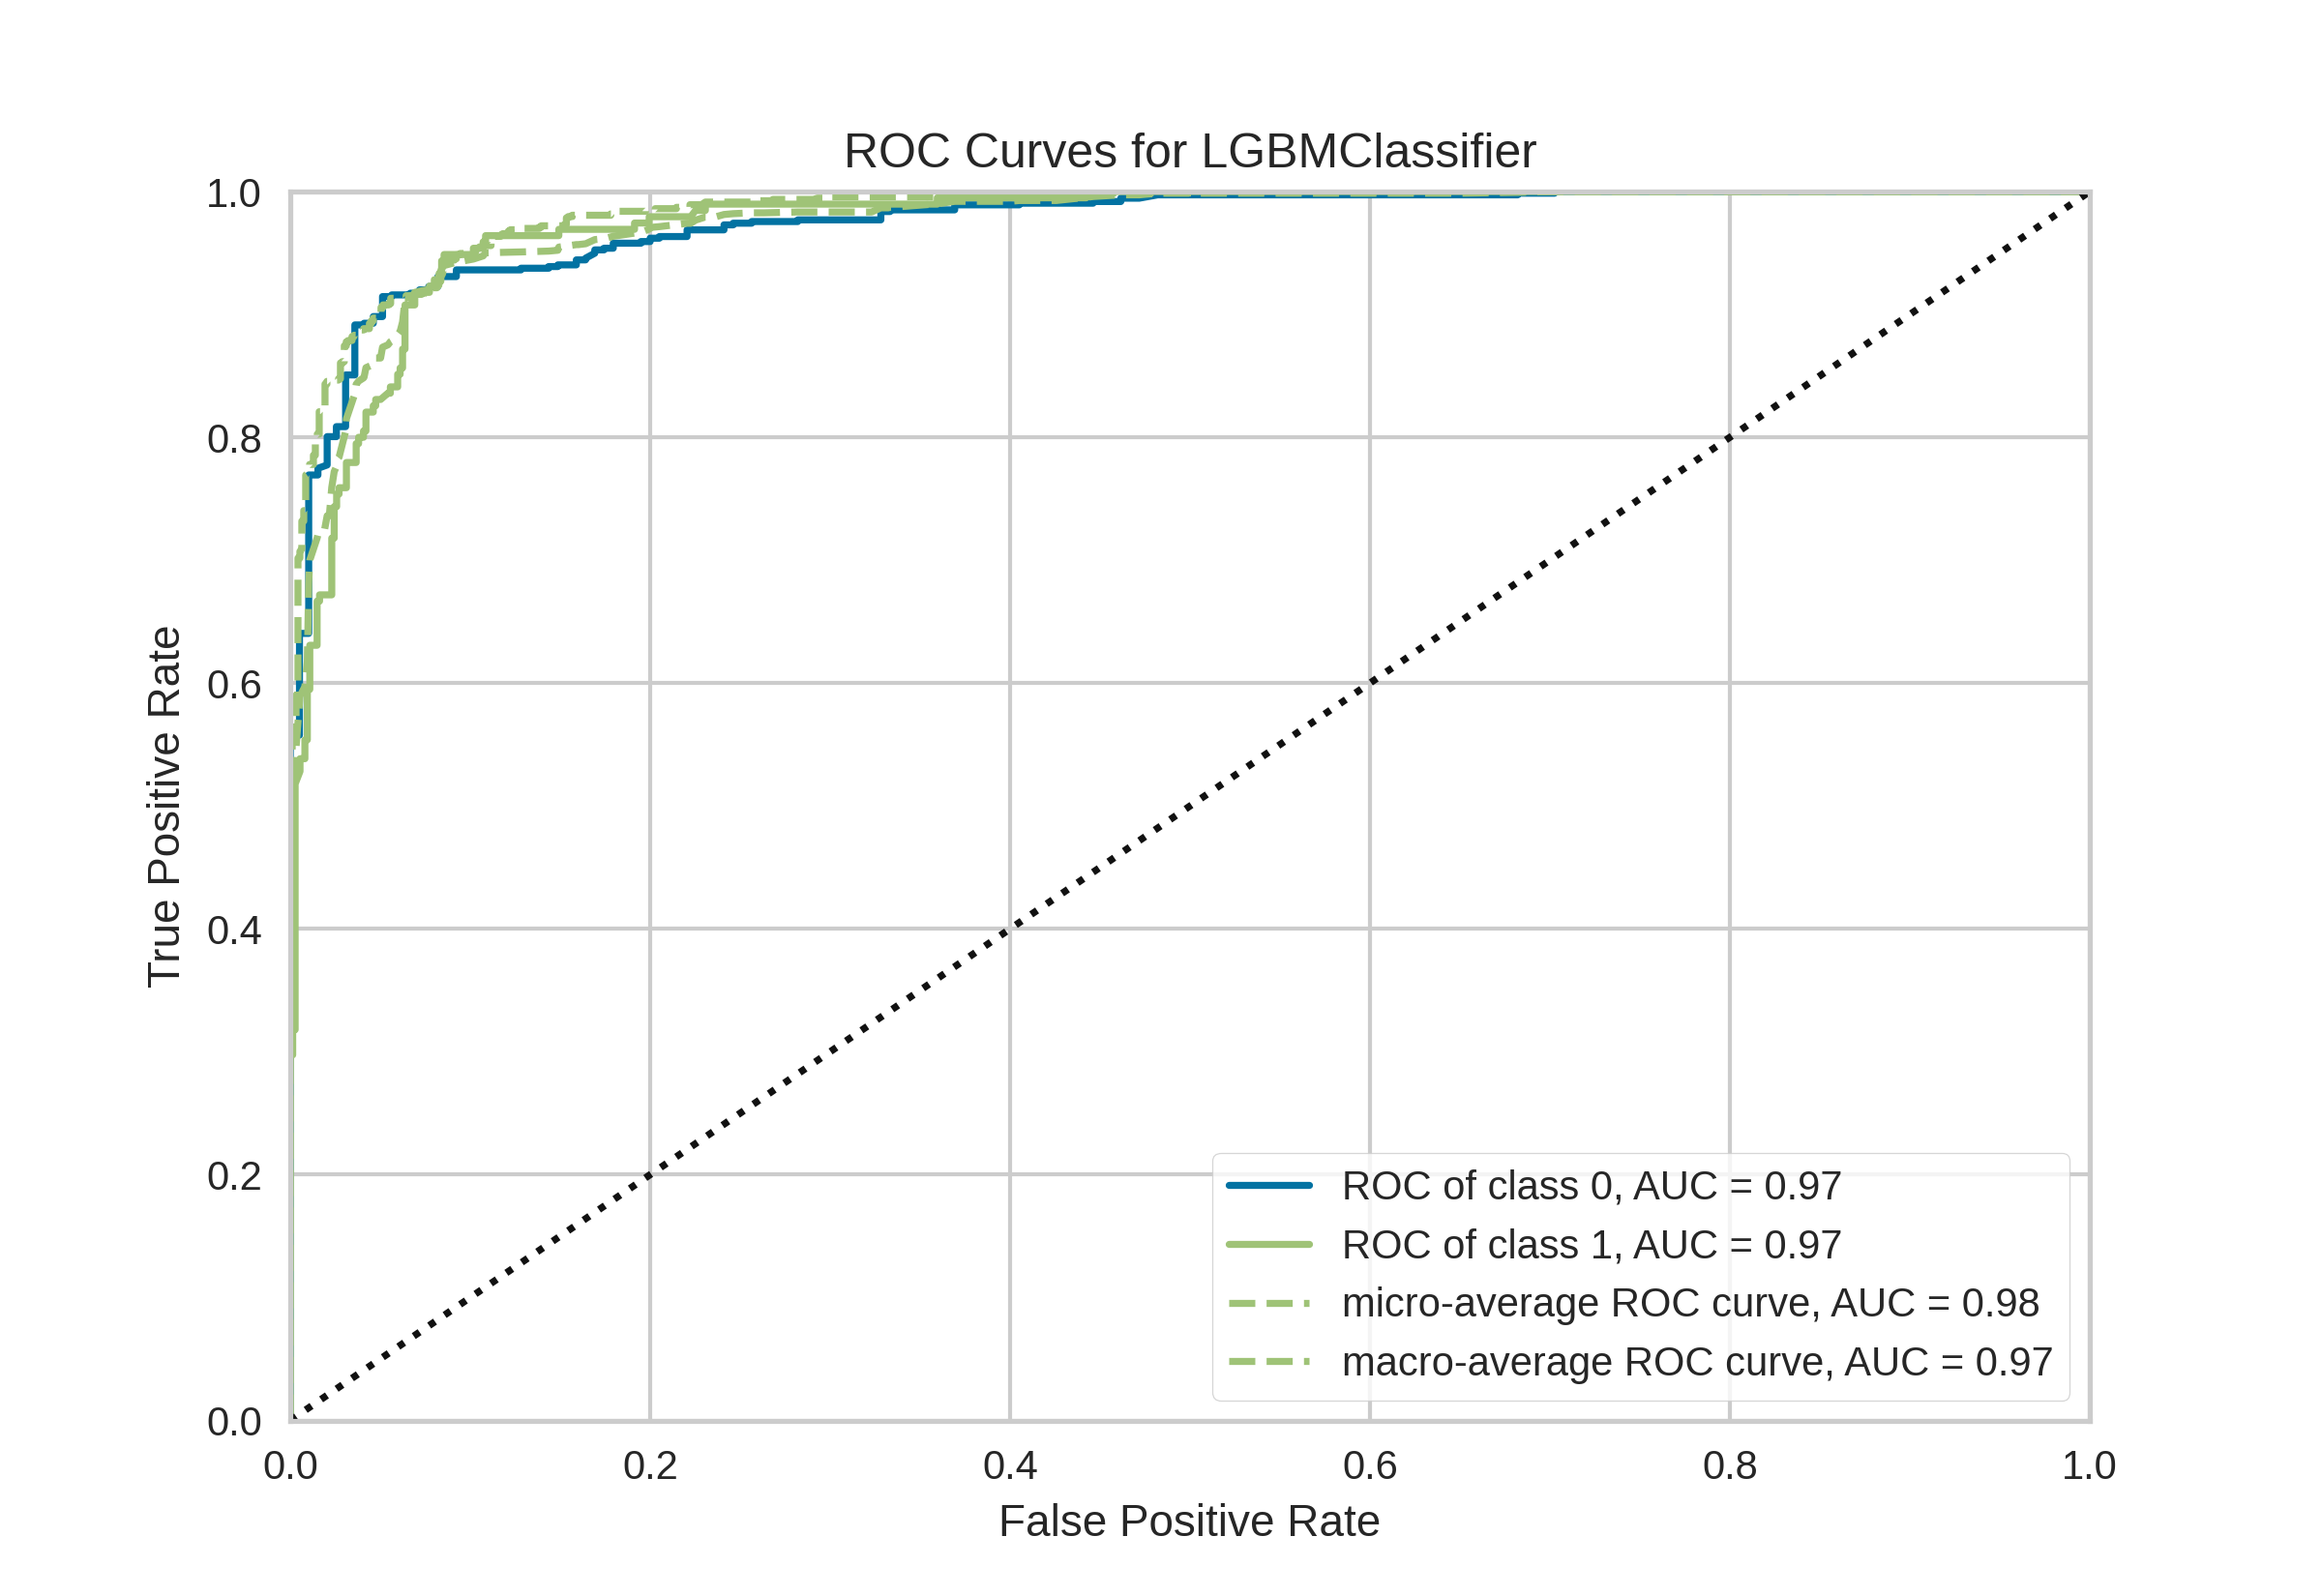 ROC Curves for LGBMClassifier
1.0
0.8
0.6
0.4
0.2
0.0
True Positive Rate
0.0 0.2 0.4 0.6 0.8 1.0
False Positive Rate
ROC of class 0, AUC = 0.97
ROC of class 1, AUC = 0.97
micro-average ROC curve, AUC = 0.98
macro-average ROC curve, AUC = 0.97